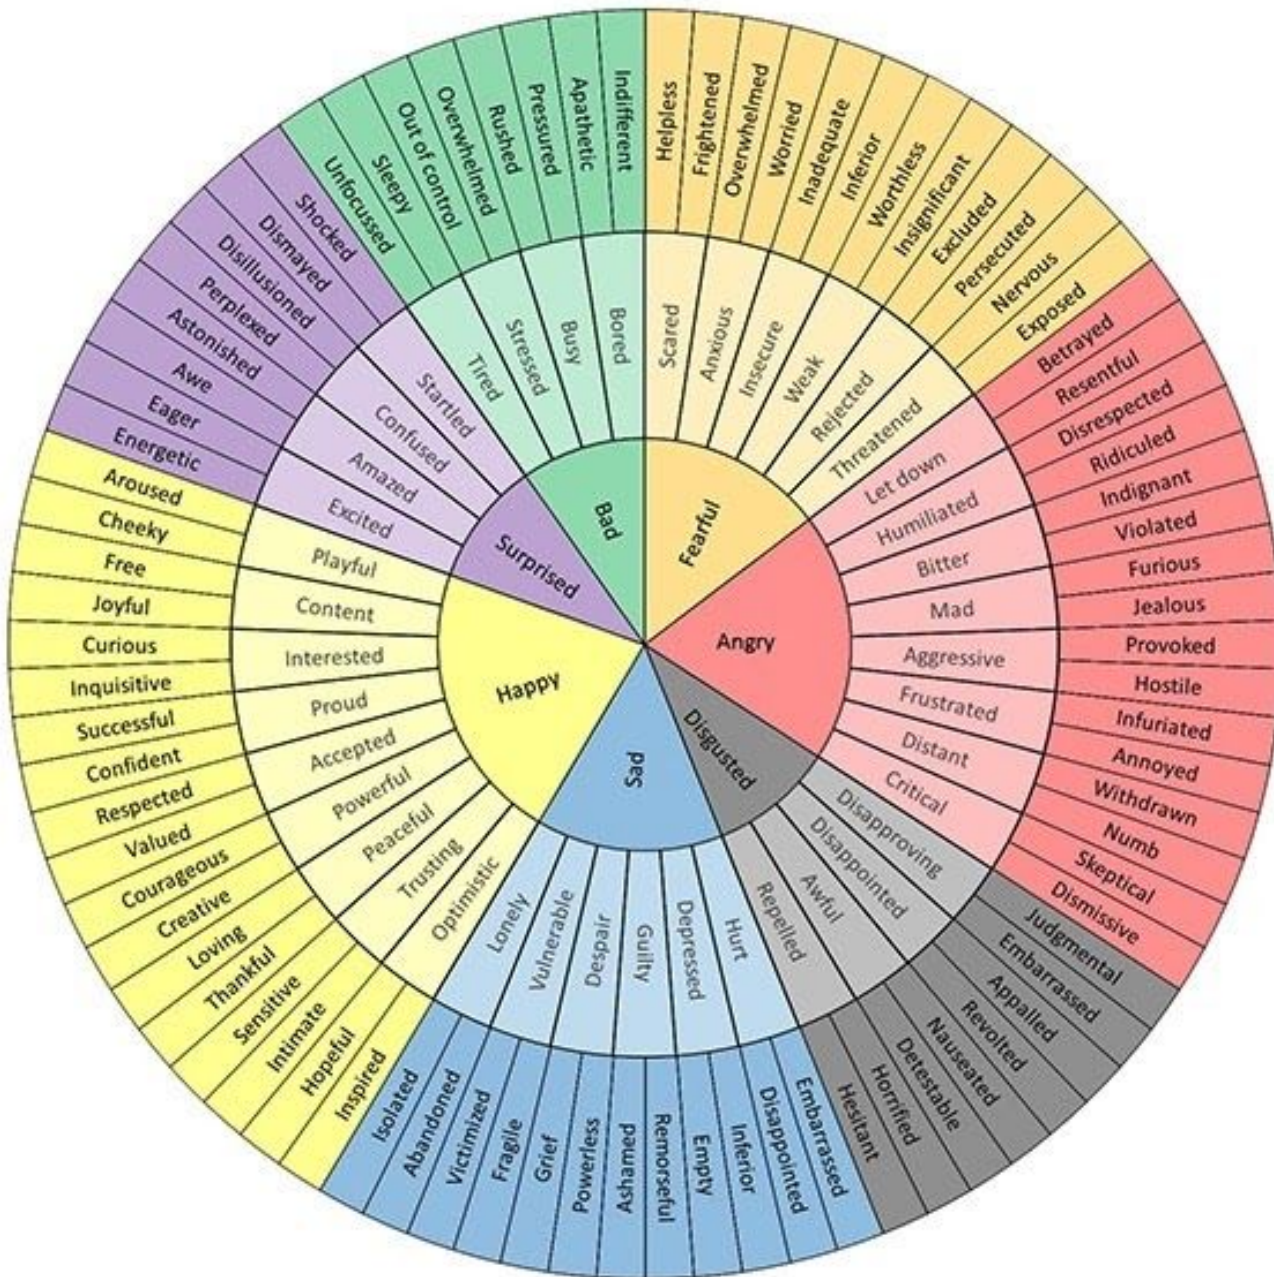 Bad
Fearful
Angry
Disgusted
Sad
Happy
Surprised
Tired
Stressed
Busy
Bored
Scared
Anxious
Insecure
Weak
Rejected
Threatened
Let down
Humiliated
Bitter
Mad
Aggressive
Frustrated
Distant
Critical
Disapproving
Disappointed
Awful
Repelled
Hurt
Depressed
Guilty
Despair
Vulnerable
Lonely
Optimistic
Trusting
Peaceful
Powerful
Accepted
Proud
Interested
Content
Playful
Excited
Amazed
Confused
Startled
Unfocussed
Sleepy
Out of control
Overwhelmed
Rushed
Pressured
Apathetic
Indifferent
Helpless
Frightened
Overwhelmed
Worried
Inadequate
Inferior
Worthless
Insignificant
Excluded
Persecuted
Nervous
Exposed
Betrayed
Resentful
Disrespected
Ridiculed
Indignant
Violated
Furious
Jealous
Provoked
Hostile
Infuriated
Annoyed
Withdrawn
Numb
Skeptical
Dismissive
Judgmental
Embarrassed
Appalled
Revolted
Nauseated
Detestable
Horrified
Hesitant
Embarrassed
Disappointed
Inferior
Empty
Remorseful
Ashamed
Powerless
Grief
Fragile
Victimized
Abandoned
Isolated
Inspired
Hopeful
Intimate
Sensitive
Thankful
Loving
Creative
Courageous
Valued
Respected
Confident
Successful
Inquisitive
Curious
Joyful
Free
Cheeky
Aroused
Energetic
Eager
Awe
Astonished
Perplexed
Disillusioned
Dismayed
Shocked